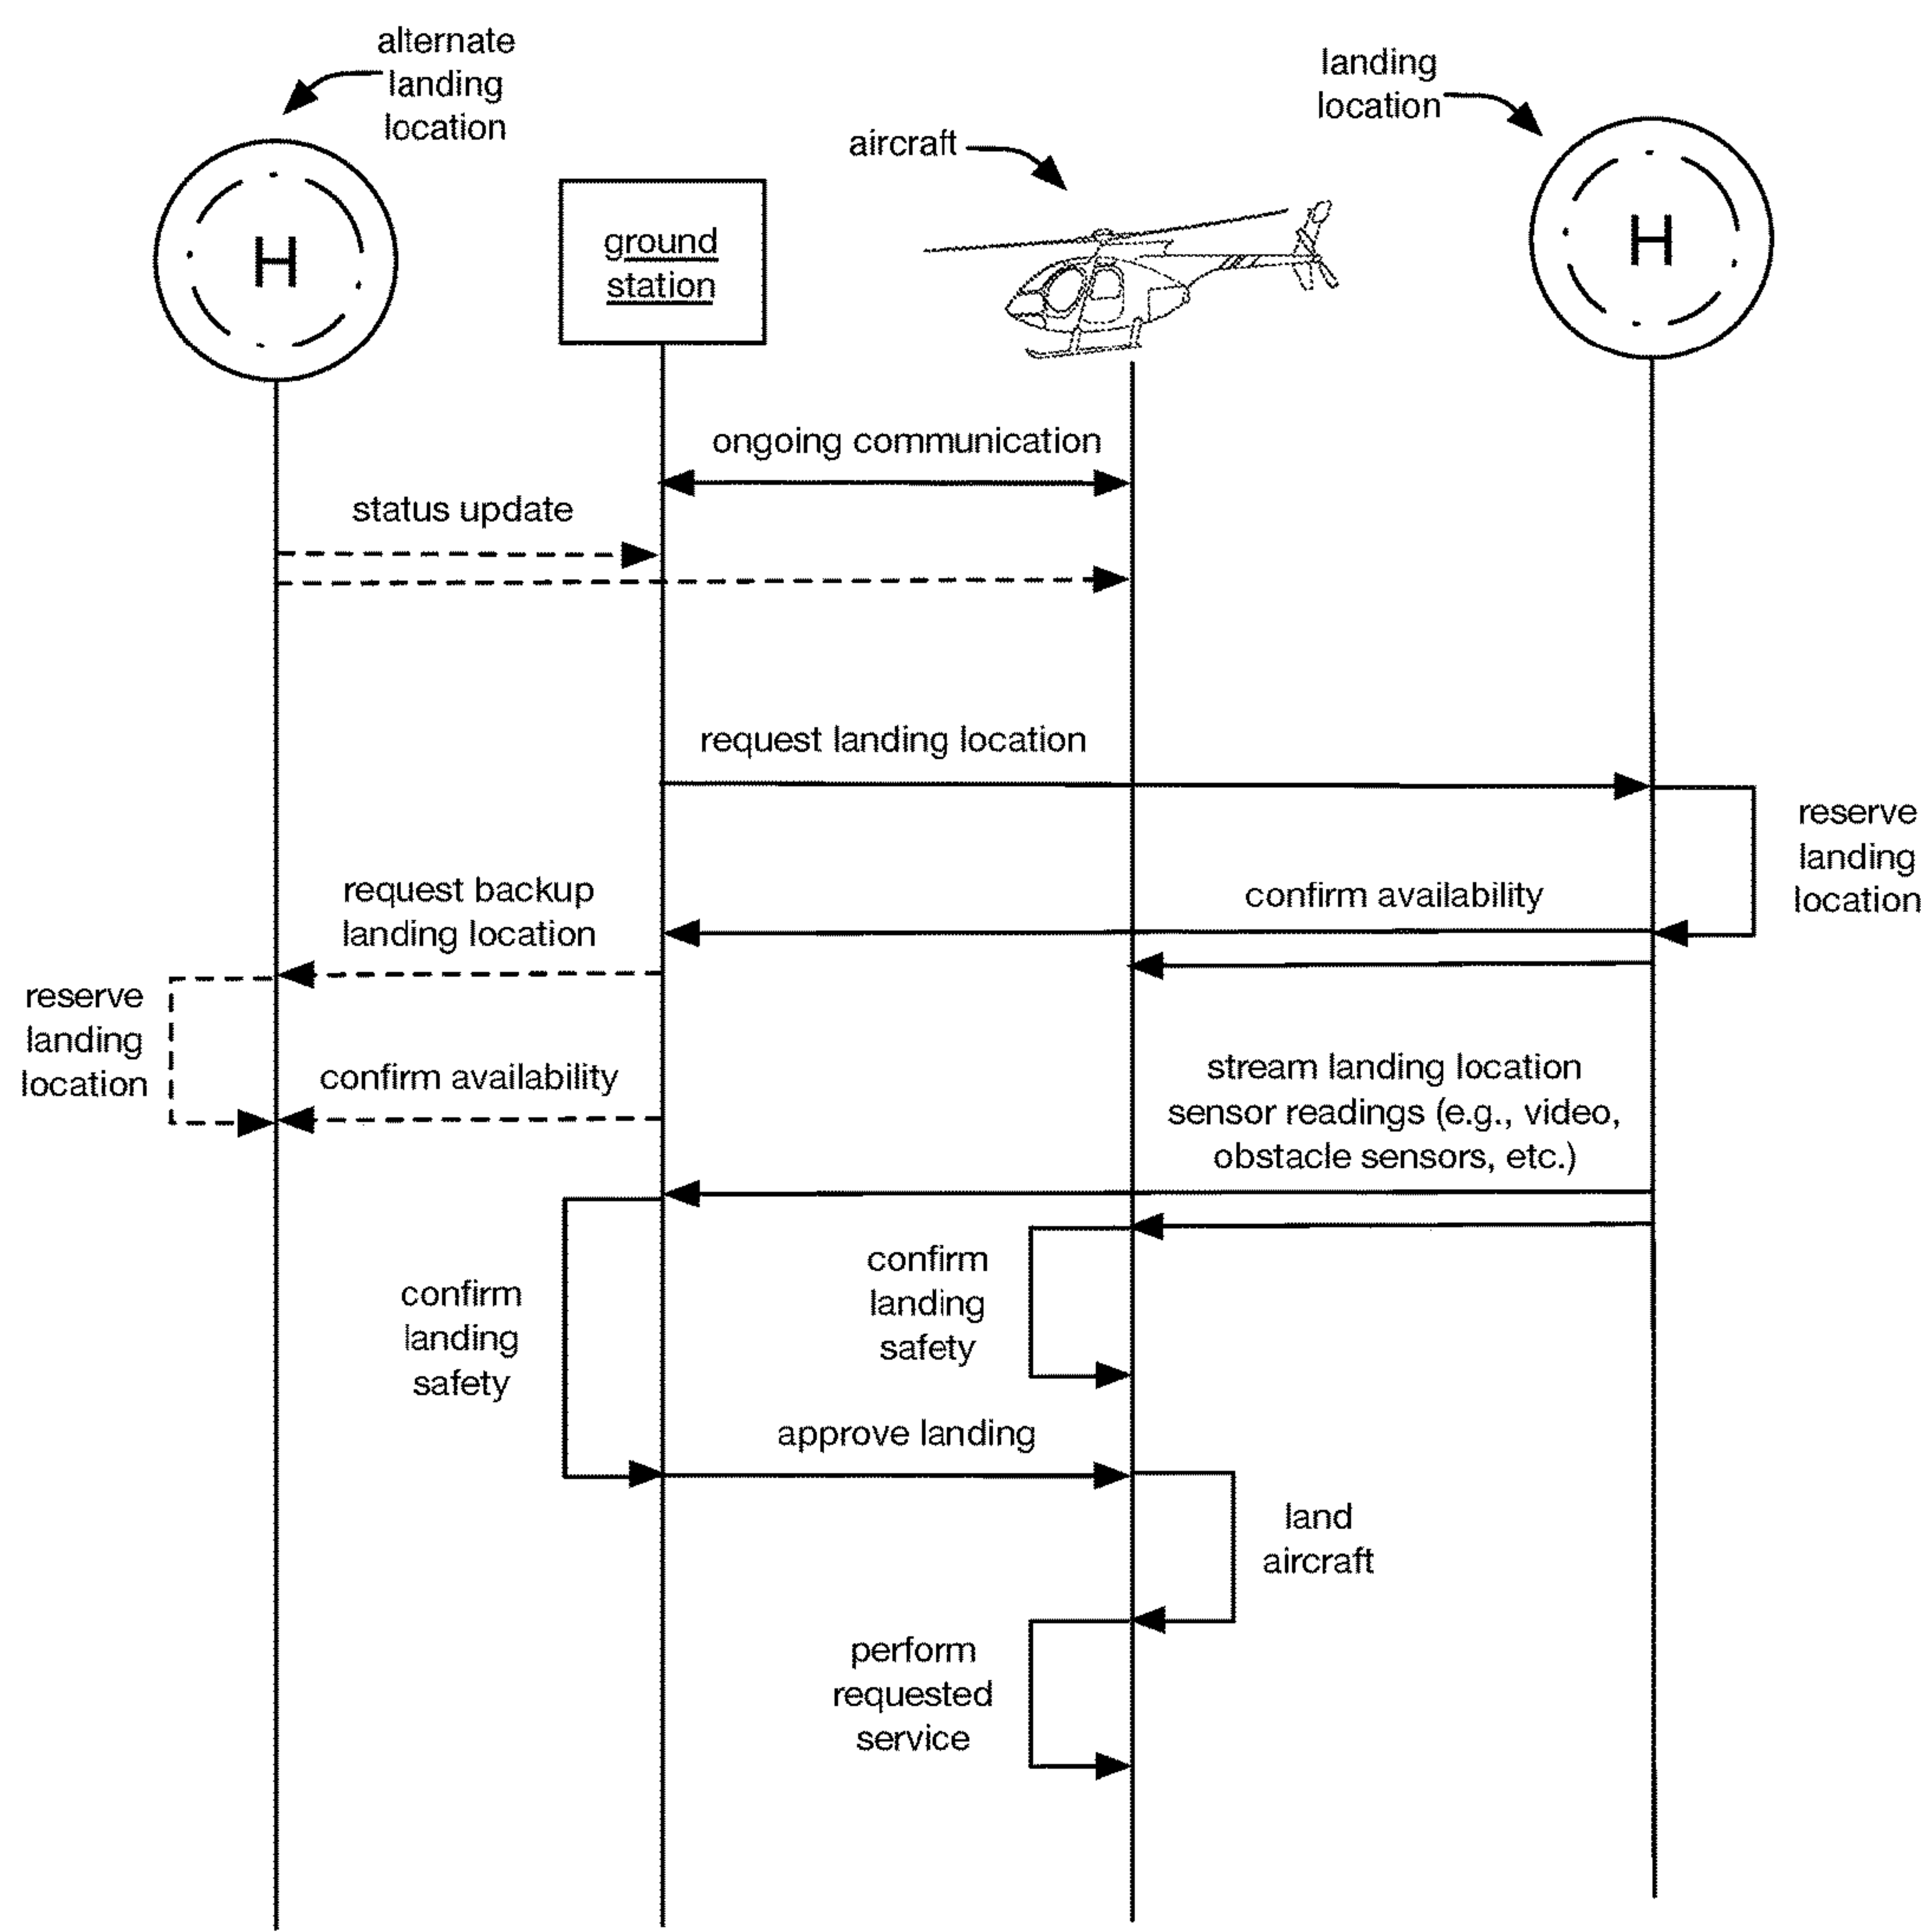 alternate
landing
location
landing
location
aircraft
H
ground
station
H
ongoing communication
status update
request landing location
reserve
landing
location
request backup
landing location
confirm availability
reserve
landing
location
confirm availability
stream landing location
sensor readings (e.g., video,
obstacle sensors, etc.)
confirm
landing
safety
confirm
landing
safety
approve landing
land
aircraft
perform
requested
service